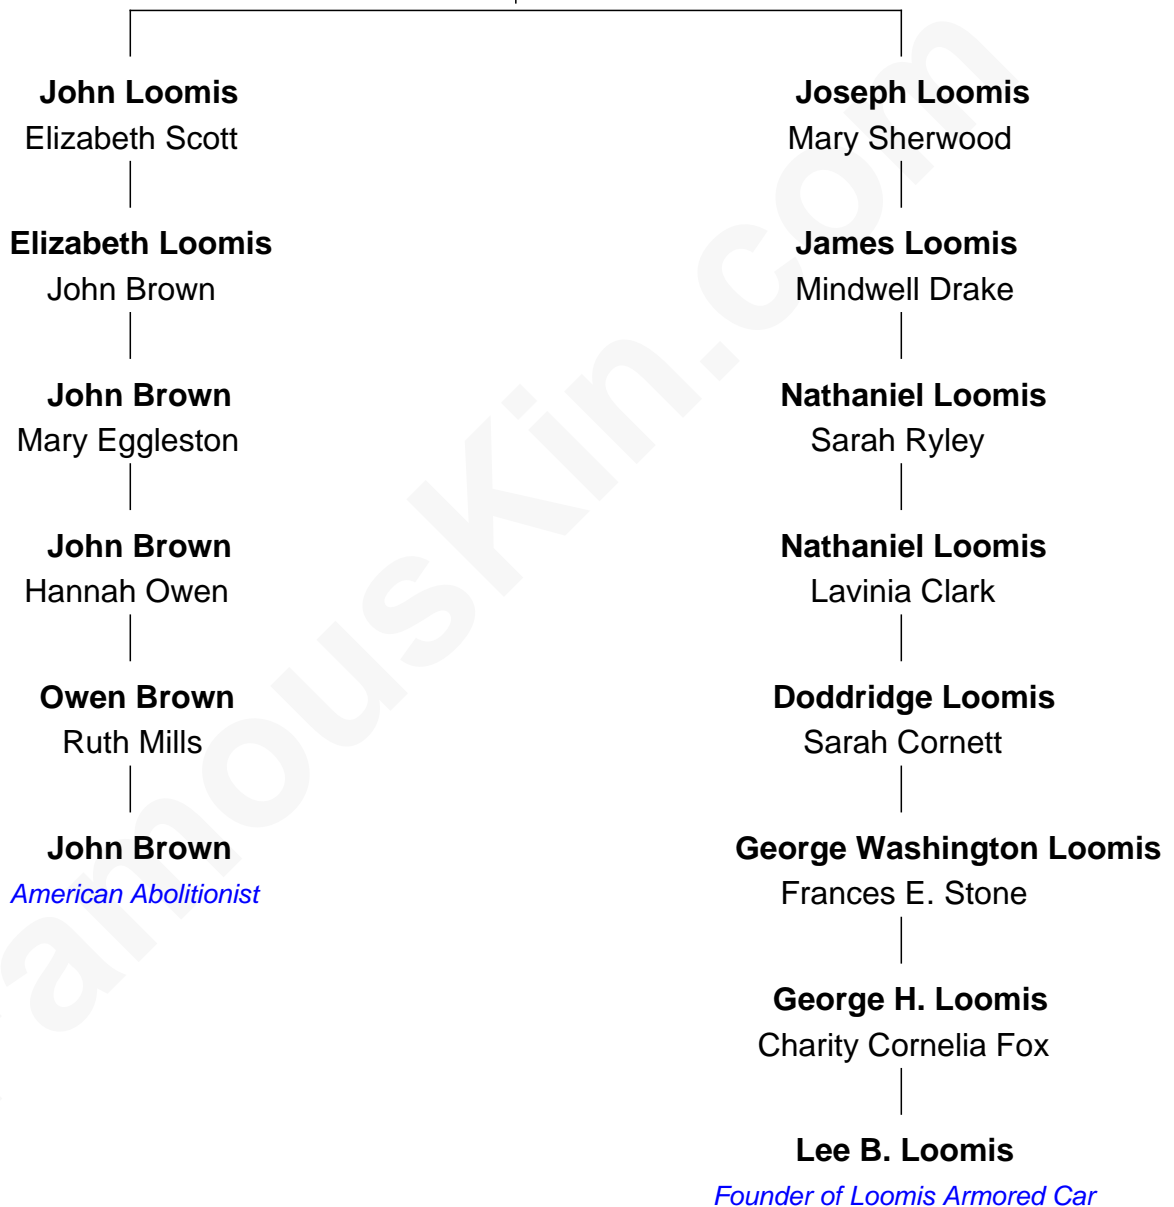 John Loomis
Elizabeth Scott
Elizabeth Loomis
John Brown
John Brown
Mary Eggleston
John Brown
Hannah Owen
Owen Brown
Ruth Mills
John Brown
American Abolitionist
Joseph Loomis
Mary Sherwood
James Loomis
Mindwell Drake
Nathaniel Loomis
Sarah Ryley
Nathaniel Loomis
Lavinia Clark
Doddridge Loomis
Sarah Cornett
George Washington Loomis
Frances E. Stone
George H. Loomis
Charity Cornelia Fox
Lee B. Loomis
Founder of Loomis Armored Car
amouskin.com